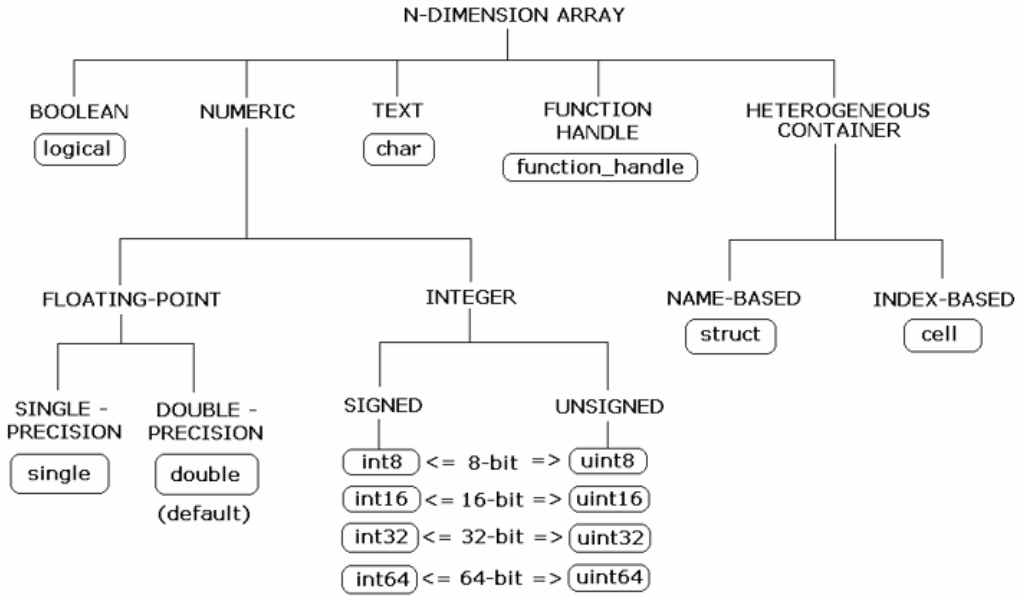 N-DIMENSION ARRAY
BOOLEAN
logical
NUMERIC
TEXT
char
FUNCTION
HANDLE
function_handle
HETEROGENEOUS
CONTAINER
FLOATING-POINT
INTEGER
NAME-BASED
struct
INDEX-BASED
cell
SINGLE -
PRECISION
single
DOUBLE -
PRECISION
double
(default)
SIGNED
UNSIGNED
int8 <= 8-bit => uint8
int16 <= 16-bit => uint16
int32 <= 32-bit => uint32
int64 <= 64-bit => uint64